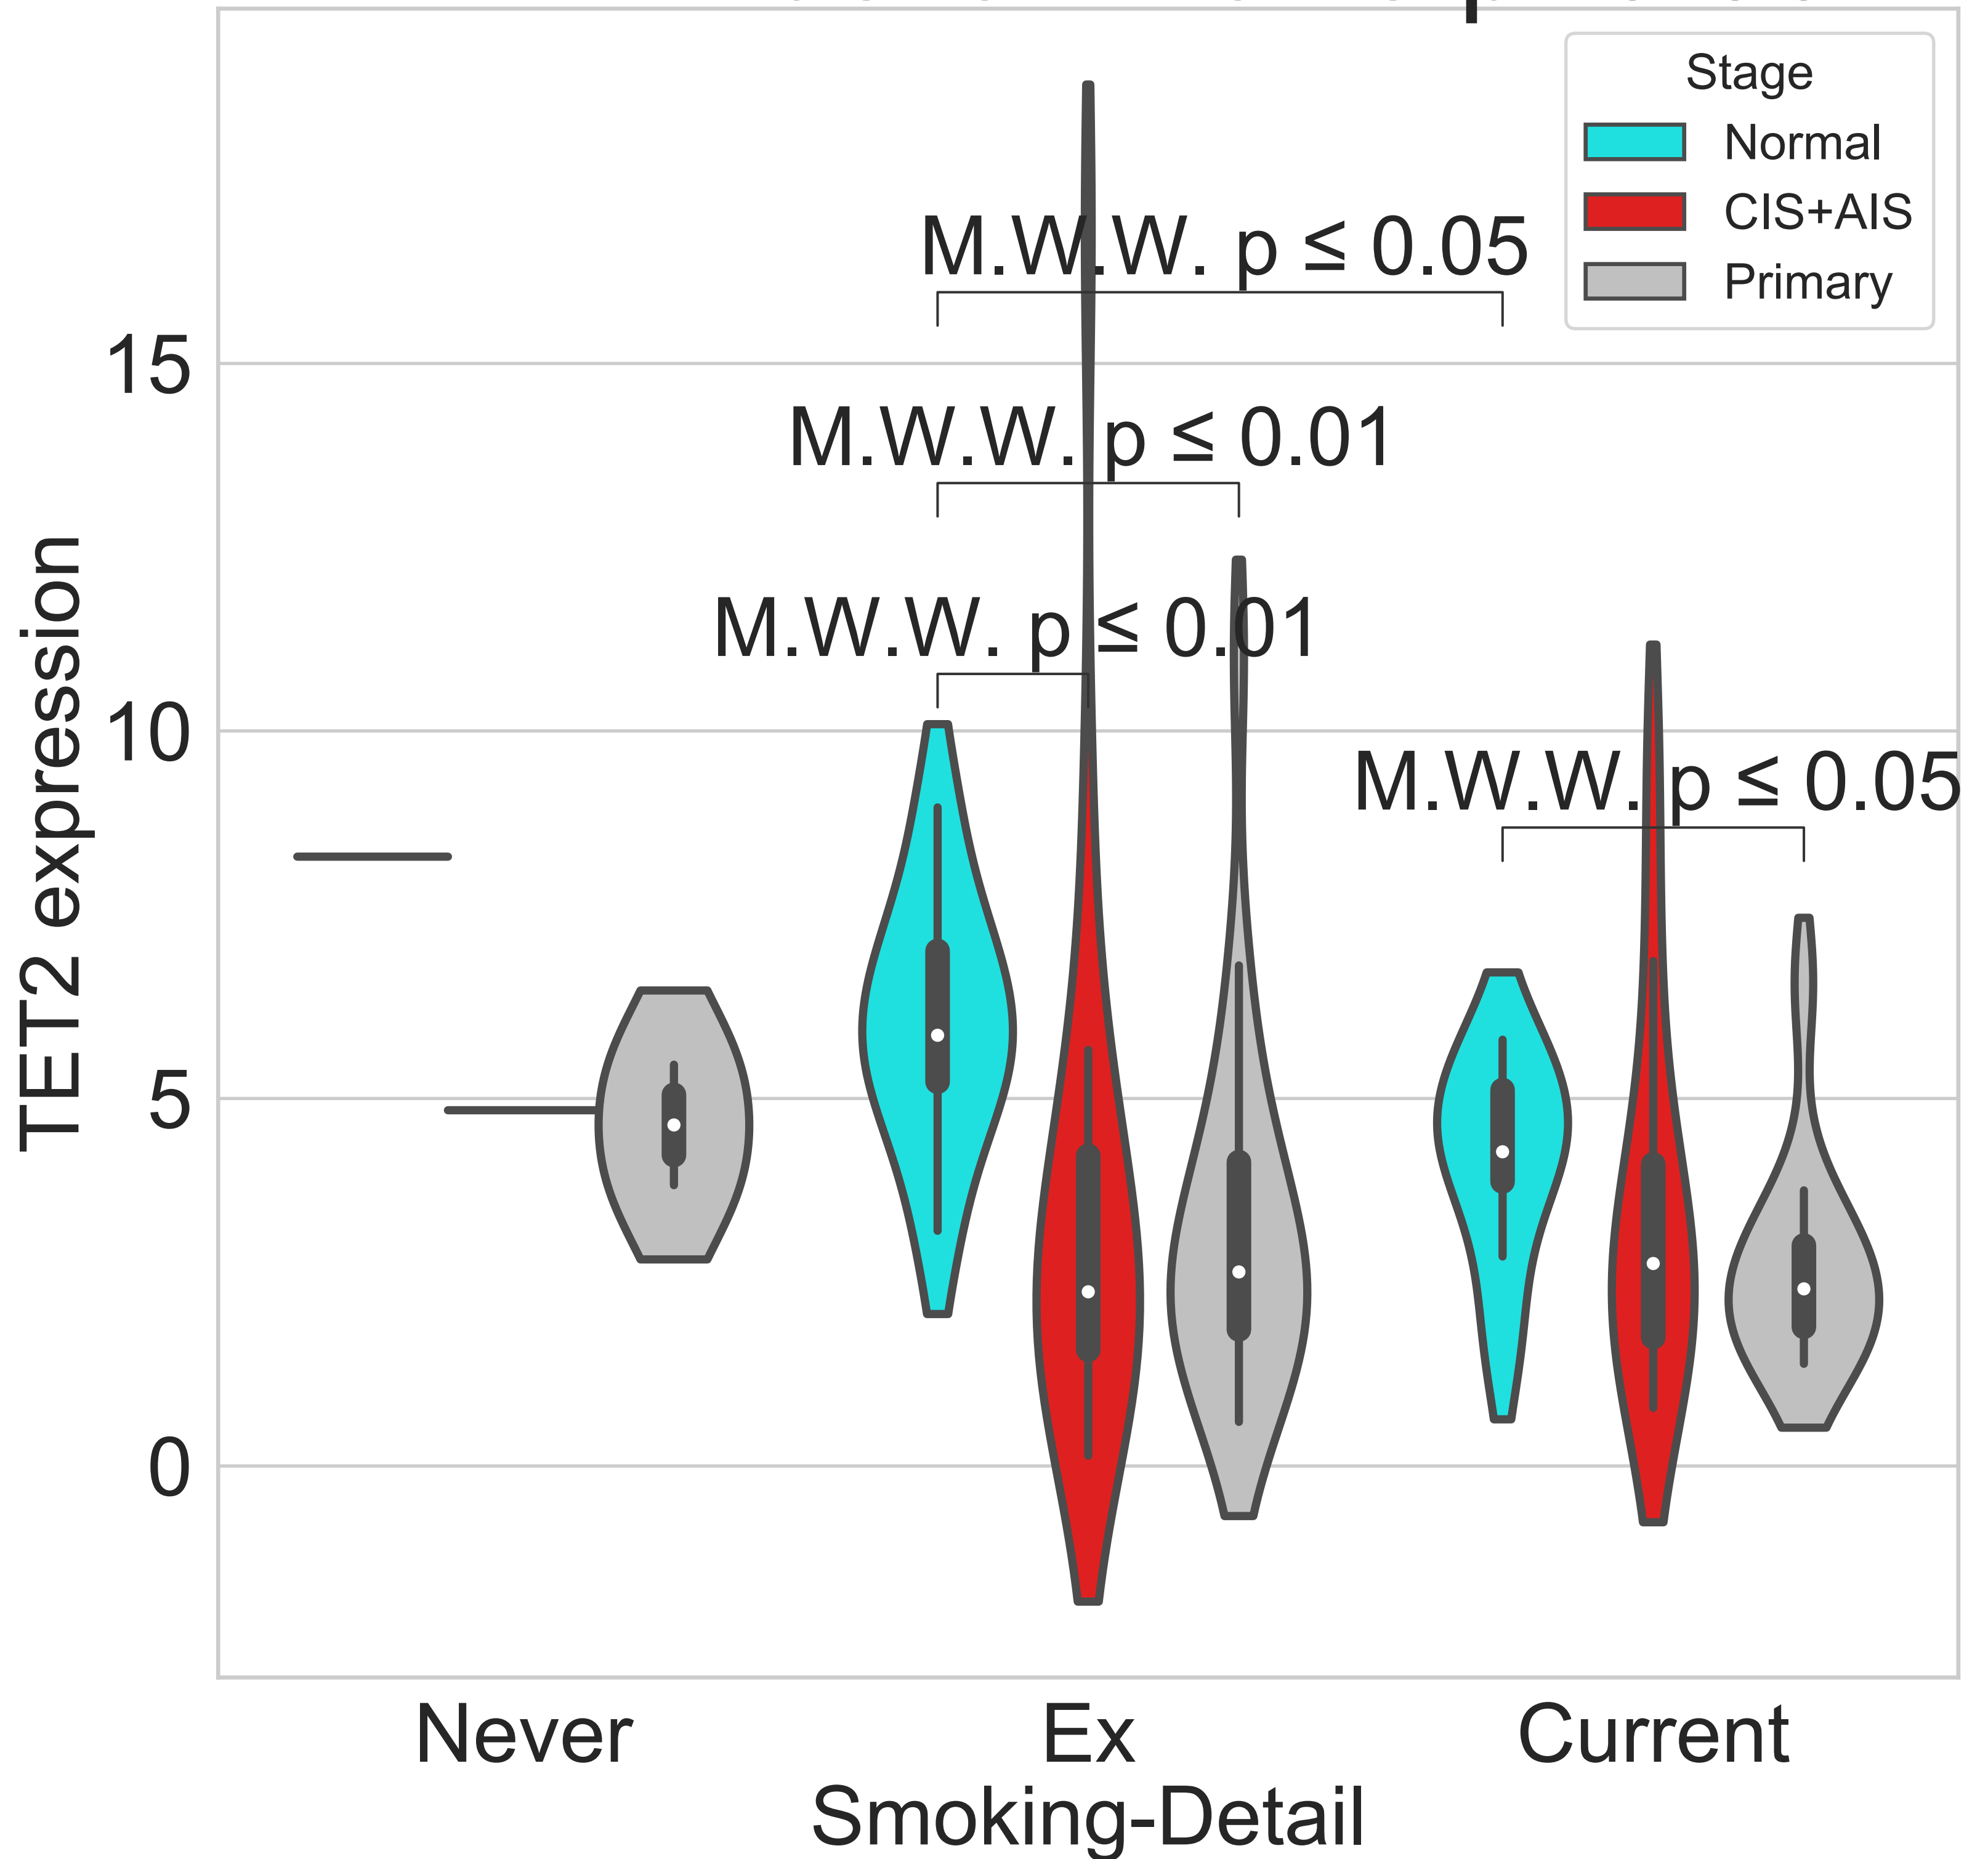 Stage
Normal
CIS+AIS
Primary
M.W.W. p ≤ 0.05
M.W.W. p ≤ 0.01
M.W.W. p ≤ 0.01
M.W.W. p ≤ 0.05
15
10
5
0
TET2 expression
Never
Ex
Current
Smoking-Detail